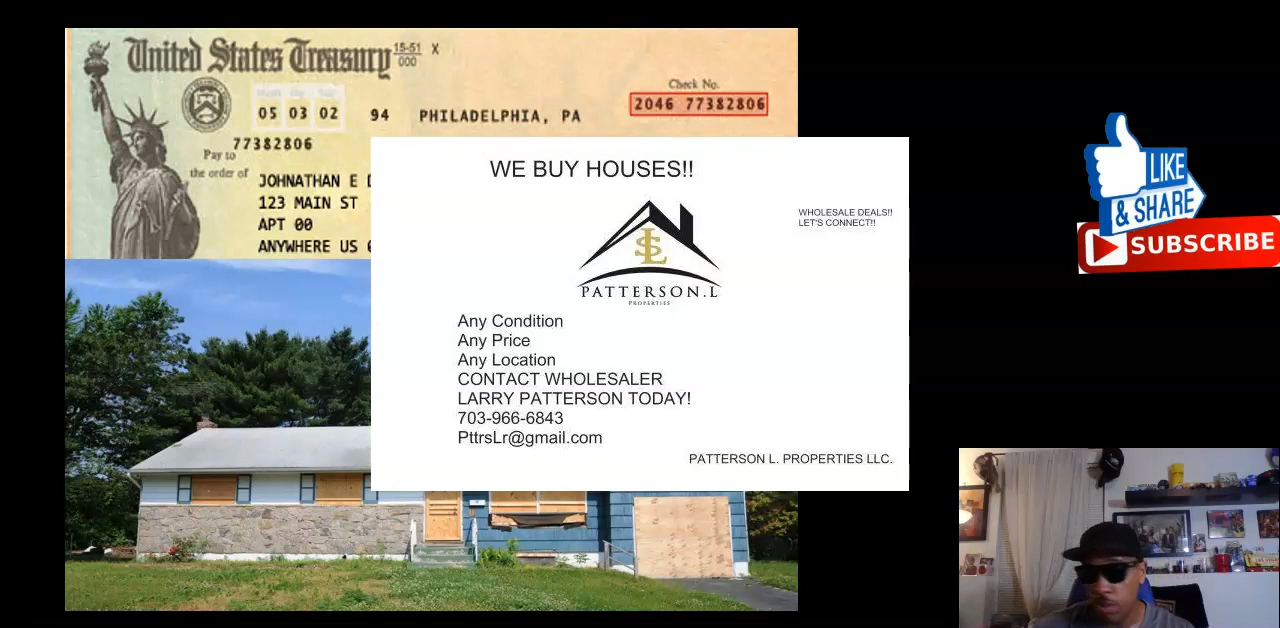 United States Treasury 15-51 X
000
Check No.
05 03 02 94 PHILADELPHIA, PA 2046 77382806
77382806
Pay to
the order of
JOHNATHAN E
123 MAIN ST
APT 00
ANYWHERE US
WE BUY HOUSES!!
WHOLESALE DEALS!!
LET'S CONNECT!!
LS
PATTERSON.L
PROPERTIES
Any Condition
Any Price
Any Location
CONTACT WHOLESALER
LARRY PATTERSON TODAY!
703-966-6843
PttrsLr@gmail.com
PATTERSON L. PROPERTIES LLC.
LIKE
& SHARE
SUBSCRIBE